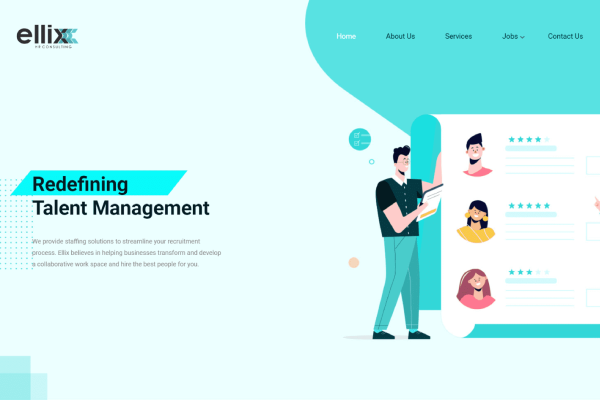 ellix
HR CONSULTING
Home
About Us
Services
Jobs
Contact Us
Redefining
Talent Management
We provide staffing solutions to streamline your recruitment
process. Ellix believes in helping businesses transform and develop
a collaborative work space and hire the best people for you.